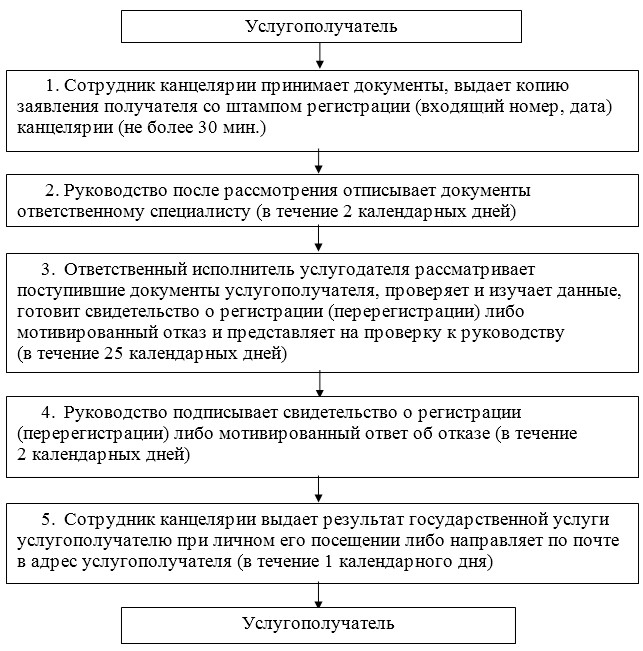 Услугополучатель
1. Сотрудник канцелярии принимает документы, выдает копию
заявления получателя со штампом регистрации (входящий номер, дата)
канцелярии (не более 30 мин.)
2. Руководство после рассмотрения отписывает документы
ответственному специалисту (в течение 2 календарных дней)
3. Ответственный исполнитель услугодателя рассматривает
поступившие документы услугополучателя, проверяет и изучает данные,
готовит свидетельство о регистрации (перерегистрации) либо
мотивированный отказ и представляет на проверку к руководству
(в течение 25 календарных дней)
4. Руководство подписывает свидетельство о регистрации
(перерегистрации) либо мотивированный ответ об отказе (в течение
2 календарных дней)
5. Сотрудник канцелярии выдает результат государственной услуги
услугополучателю при личном его посещении либо направляет по почте
в адрес услугополучателя (в течение 1 календарного дня)
Услугополучатель